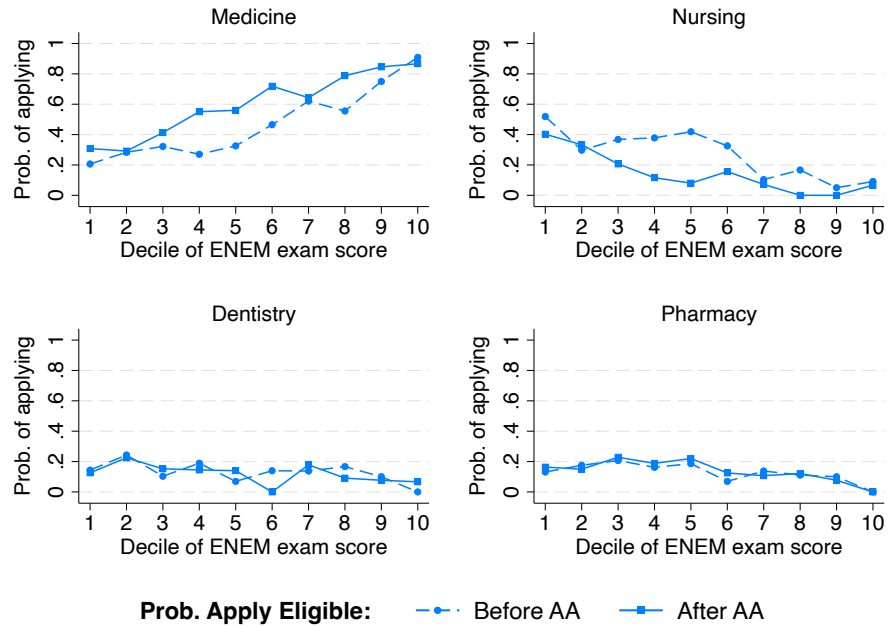 Medicine
Prob. of applying
0 .2 .4 .6 .8 1
1 2 3 4 5 6 7 8 9 10
Decile of ENEM exam score
Nursing
Prob. of applying
0 .2 .4 .6 .8 1
1 2 3 4 5 6 7 8 9 10
Decile of ENEM exam score
Dentistry
Prob. of applying
0 .2 .4 .6 .8 1
1 2 3 4 5 6 7 8 9 10
Decile of ENEM exam score
Pharmacy
Prob. of applying
0 .2 .4 .6 .8 1
1 2 3 4 5 6 7 8 9 10
Decile of ENEM exam score
Prob. Apply Eligible: Before AA After AA